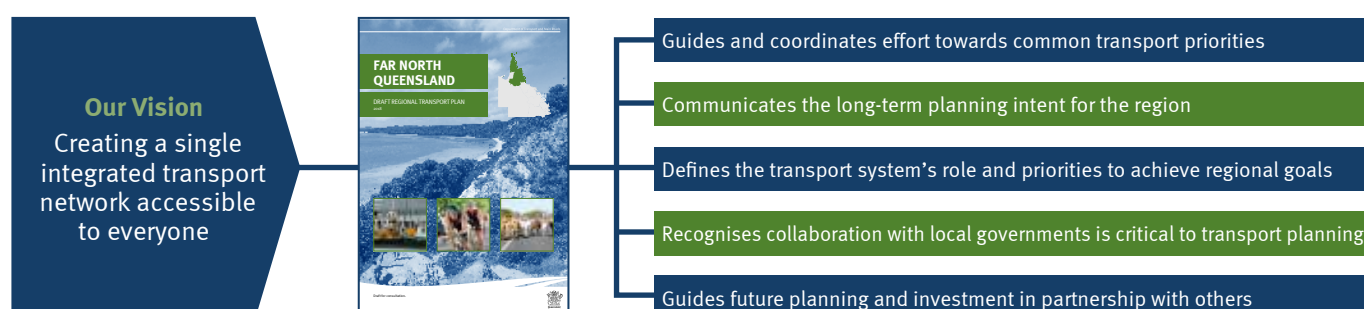 Our Vision
Creating a single
integrated transport
network accessible
to everyone
FAR NORTH
QUEENSLAND
DRAFT REGIONAL TRANSPORT PLAN
Draft for consultation.
Guides and coordinates effort towards common transport priorities
Communicates the long-term planning intent for the region
Defines the transport system’s role and priorities to achieve regional goals
Recognises collaboration with local governments is critical to transport planning
Guides future planning and investment in partnership with others